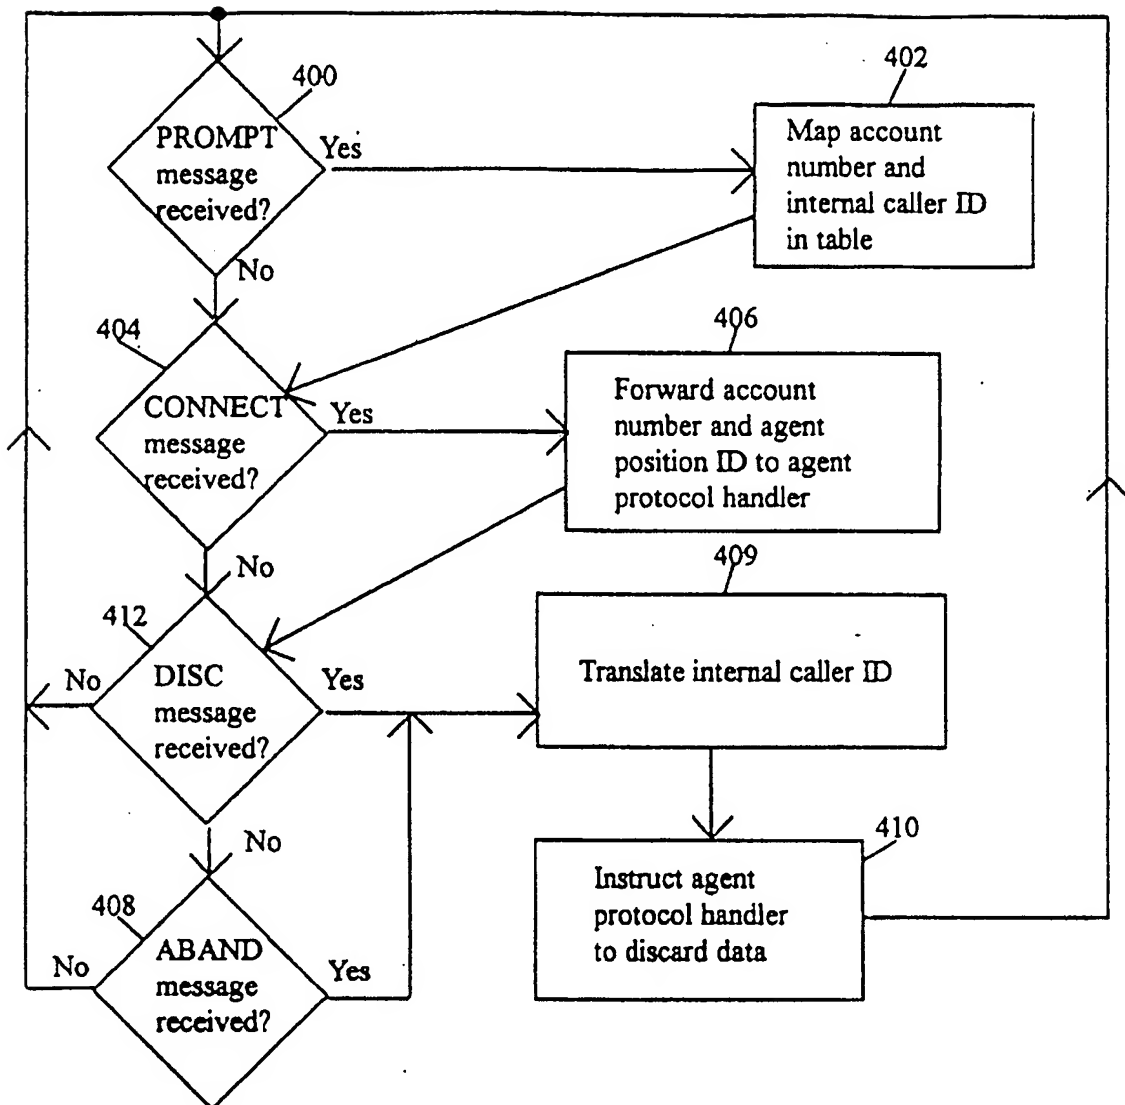 400
PROMPT
message
received?
Yes
No
402
Map account
number and
internal caller ID
in table
404
CONNECT
message
received?
Yes
No
406
Forward account
number and agent
position ID to agent
protocol handler
412
DISC
message
received?
No
Yes
No
409
Translate internal caller ID
408
ABAND
message
received?
No
Yes
410
Instruct agent
protocol handler
to discard data